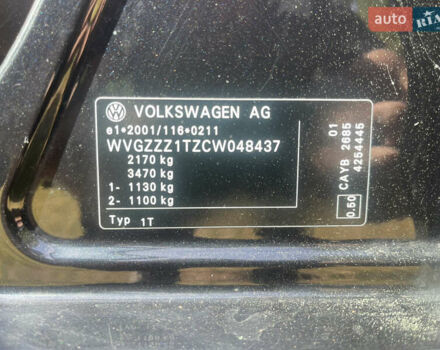 auto RIA
VOLKSWAGEN AG
e1*2001/116*0211
WVGZZZ1TZCW048437
2170 kg
3470 kg
1- 1130 kg
2- 1100 kg
Typ 1T
01
CAYB 2685
4254445
0.50